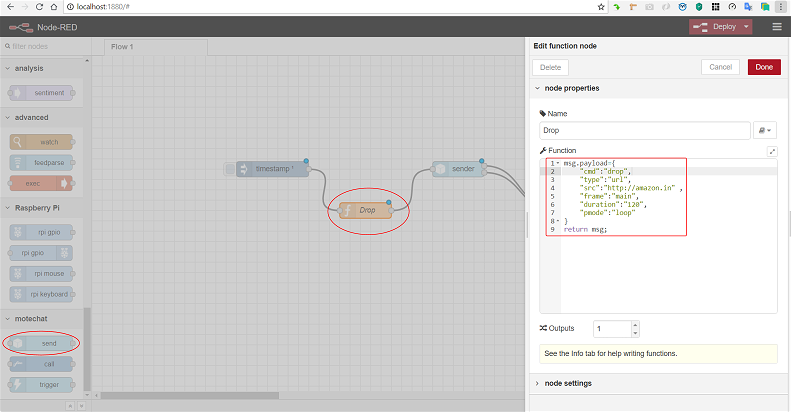 localhost:1880/#
Node-RED
Deploy
filter nodes
Flow 1
analysis
sentiment
advanced
watch
feedparse
exec
Raspberry Pi
rpi gpio
rpi gpio
rpi mouse
rpi keyboard
motechat
send
call
trigger
timestamp
Drop
sender
Edit function node
Delete
Cancel
Done
node properties
Name
Drop
Function
1 msg.payload={
2 "cmd":"drop",
3 "type":"url",
4 "src":"http://amazon.in" ,
5 "frame":"main",
6 "duration":"120",
7 "pmode":"loop"
8 }
9 return msg;
Outputs
1
See the Info tab for help writing functions.
node settings